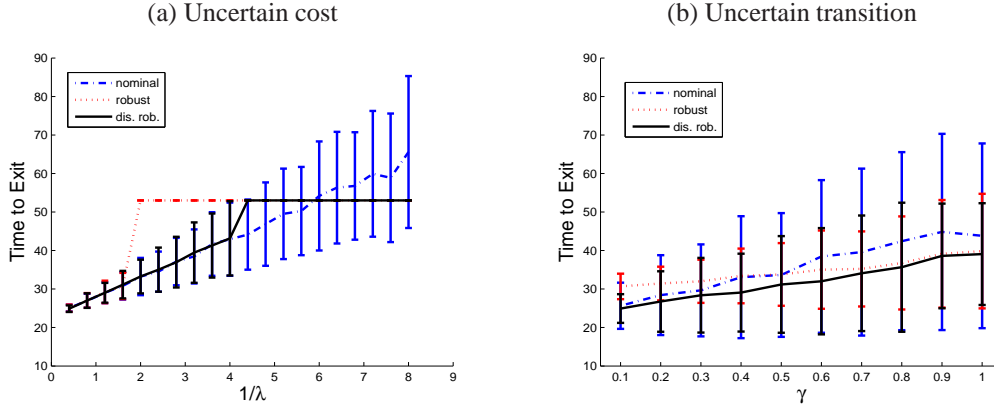 (a) Uncertain cost
90
80
70
60
50
40
30
20
10
Time to Exit
nominal
robust
dis. rob.
0 1 2 3 4 5 6 7 8 9
1/λ
(b) Uncertain transition
90
80
70
60
50
40
30
20
10
Time to Exit
nominal
robust
dis. rob.
0.1 0.2 0.3 0.4 0.5 0.6 0.7 0.8 0.9 1
γ